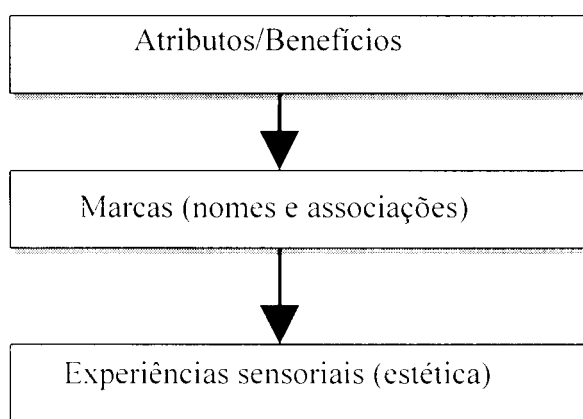 Atributos/Benefícios
Marcas (nomes e associações)
Experiências sensoriais (estética)